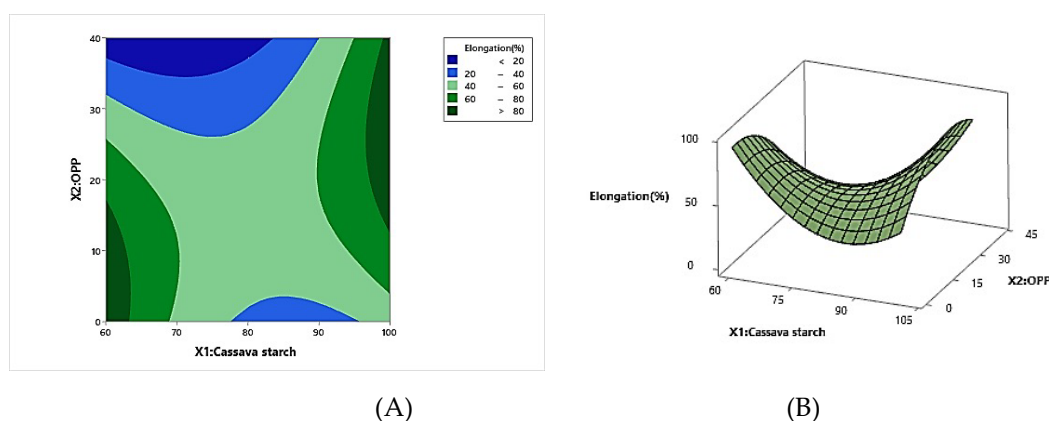 Elongation(%)
< 20
20 – 40
40 – 60
60 – 80
> 80
40
30
20
10
0
X2:OPP
60 70 80 90 100
X1:Cassava starch
100
50
0
Elongation(%)
60
75
90
105
X1:Cassava starch
45
30
15
0
X2:OPP
(A)
(B)